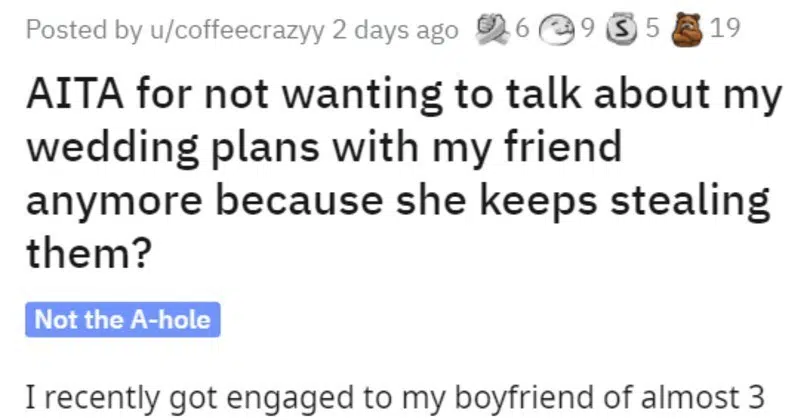 Posted by u/coffeecrazyy 2 days ago 6 9 S 5 19
AITA for not wanting to talk about my
wedding plans with my friend
anymore because she keeps stealing
them?
Not the A-hole
I recently got engaged to my boyfriend of almost 3